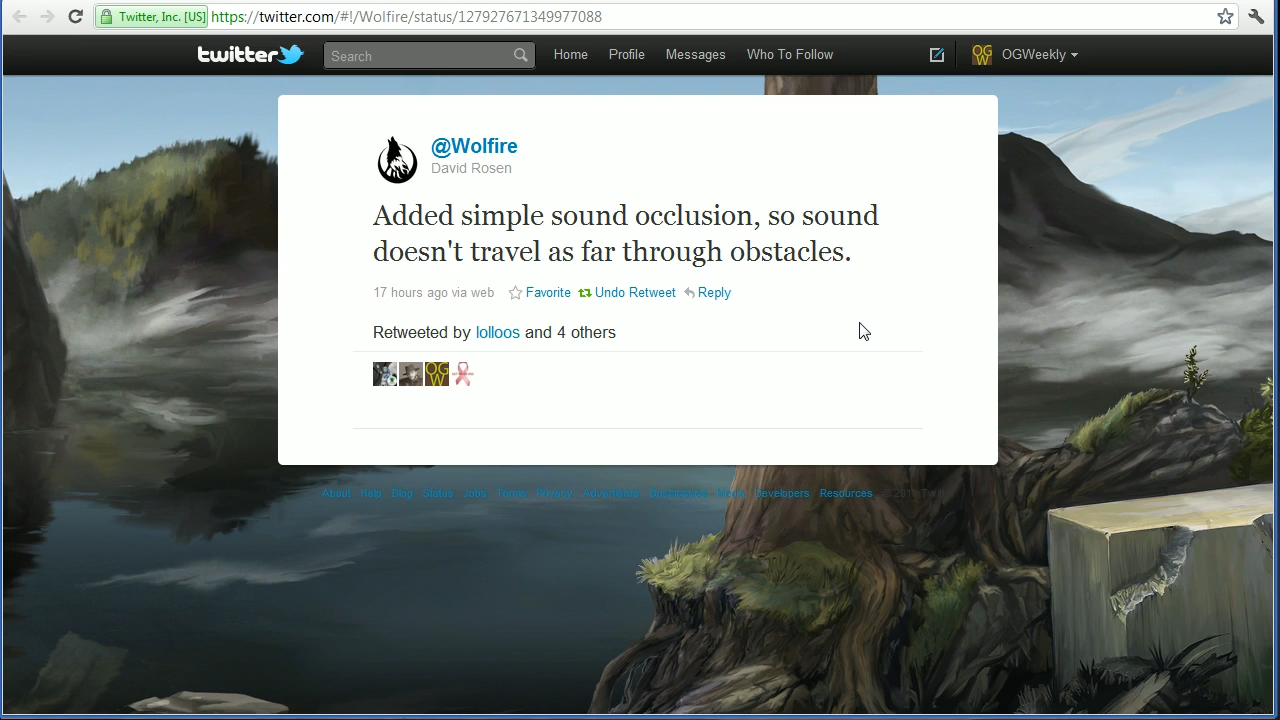 Twitter, Inc. [US] https://twitter.com/#!/Wolfire/status/127927671349977088
twitter Search Home Profile Messages Who To Follow OGWeekly
@Wolfire
David Rosen
Added simple sound occlusion, so sound
doesn't travel as far through obstacles.
17 hours ago via web Favorite Undo Retweet Reply
Retweeted by lolloos and 4 others
OGW
About Help Blog Status Jobs Terms Privacy Advertisers Businesses Media Developers Resources